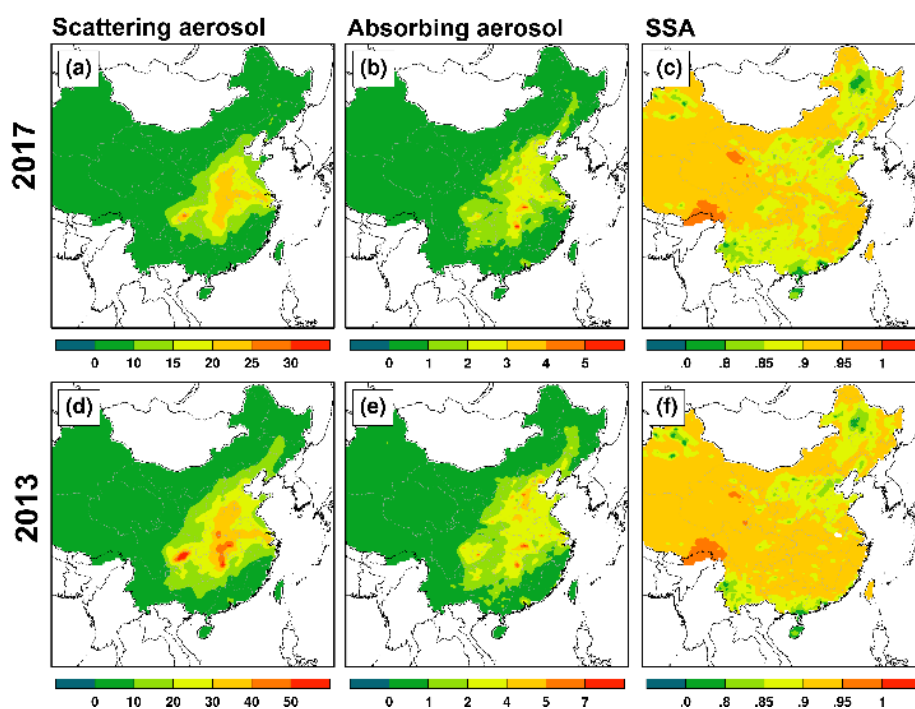 Scattering aerosol Absorbing aerosol SSA
2017
(a) (b) (c)
0 10 15 20 25 30 0 1 2 3 4 5 .0 .8 .85 .9 .95 1
2013
(d) (e) (f)
0 10 20 30 40 50 0 1 2 4 5 7 .0 .8 .85 .9 .95 1